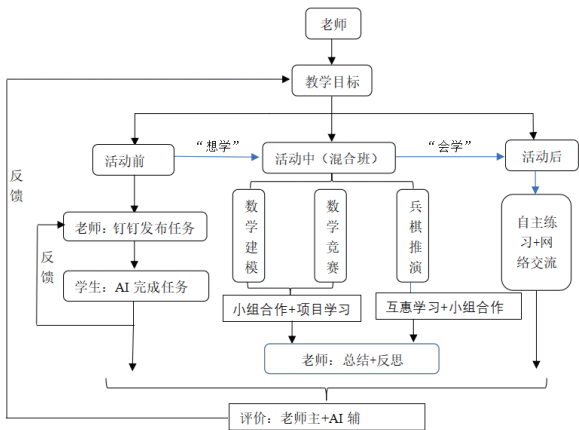 老师
教学目标
“想学”
“会学”
活动前
活动中（混合班）
活动后
反馈
数学建模
数学竞赛
兵棋推演
自主练
习+网
络交流
老师：钉钉发布任务
反馈
学生：AI 完成任务
小组合作+项目学习
互惠学习+小组合作
老师：总结+反思
评价：老师主+AI 辅